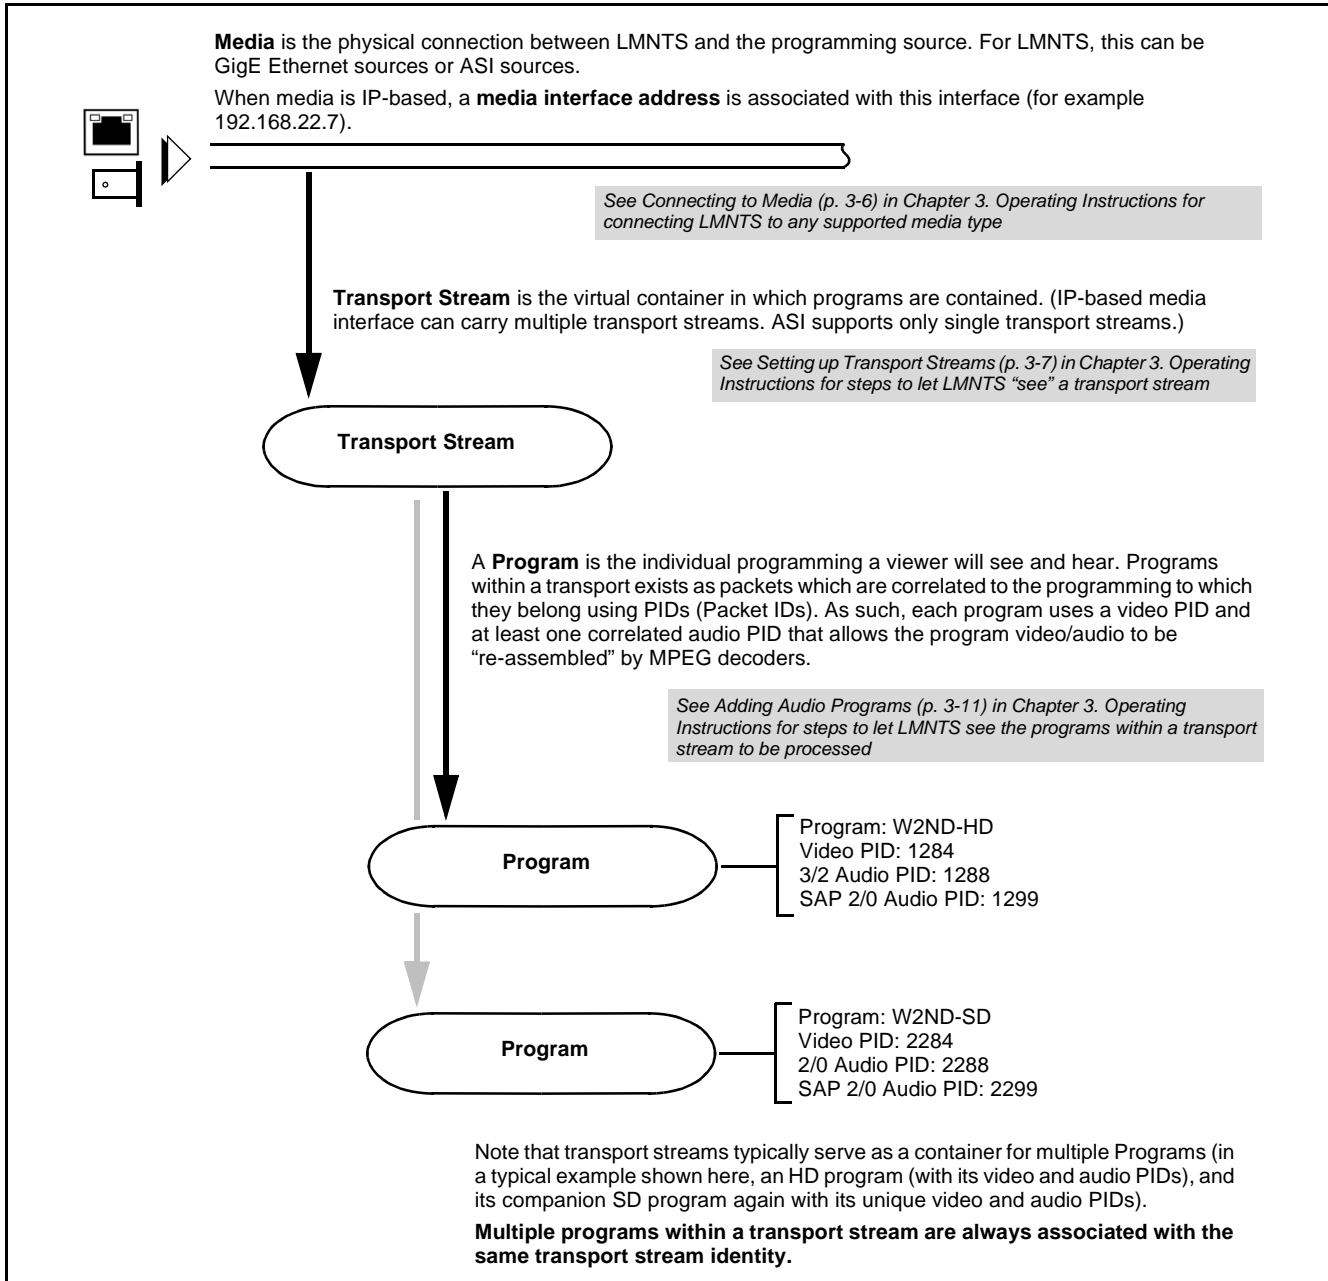 Media is the physical connection between LMNTS and the programming source. For LMNTS, this can be
GigE Ethernet sources or ASI sources.
When media is IP-based, a media interface address is associated with this interface (for example
192.168.22.7).
See Connecting to Media (p. 3-6) in Chapter 3. Operating Instructions for
connecting LMNTS to any supported media type
Transport Stream is the virtual container in which programs are contained. (IP-based media
interface can carry multiple transport streams. ASI supports only single transport streams.)
See Setting up Transport Streams (p. 3-7) in Chapter 3. Operating
Instructions for steps to let LMNTS “see” a transport stream
Transport Stream
A Program is the individual programming a viewer will see and hear. Programs
within a transport exists as packets which are correlated to the programming to which
they belong using PIDs (Packet IDs). As such, each program uses a video PID and
at least one correlated audio PID that allows the program video/audio to be
“re-assembled” by MPEG decoders.
See Adding Audio Programs (p. 3-11) in Chapter 3. Operating
Instructions for steps to let LMNTS see the programs within a transport
stream to be processed
Program
Program: W2ND-HD
Video PID: 1284
3/2 Audio PID: 1288
SAP 2/0 Audio PID: 1299
Program
Program: W2ND-SD
Video PID: 2284
2/0 Audio PID: 2288
SAP 2/0 Audio PID: 2299
Note that transport streams typically serve as a container for multiple Programs (in
a typical example shown here, an HD program (with its video and audio PIDs), and
its companion SD program again with its unique video and audio PIDs).
Multiple programs within a transport stream are always associated with the
same transport stream identity.